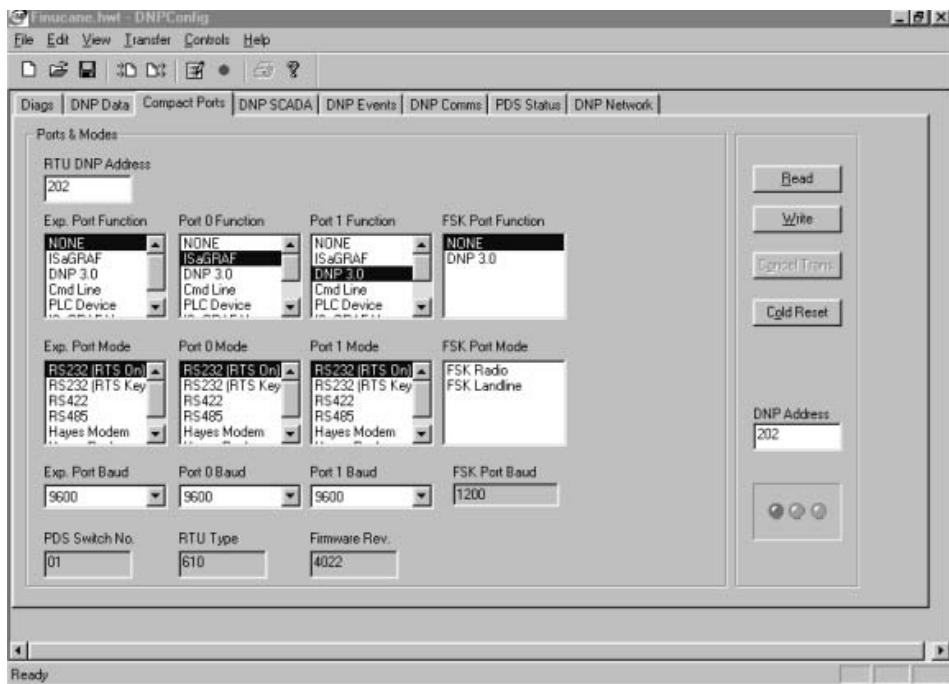 Finucane.hwt - DNPConfig
File Edit View Transfer Controls Help
Diags DNP Data Compact Ports DNP SCADA DNP Events DNP Comms PDS Status DNP Network
Ports & Modes
RTU DNP Address
202
Exp. Port Function Port 0 Function Port 1 Function FSK Port Function
NONE NONE NONE NONE
ISaGRAF ISaGRAF ISaGRAF DNP 3.0
DNP 3.0 DNP 3.0 DNP 3.0
Cmd Line Cmd Line Cmd Line
PLC Device PLC Device PLC Device
Exp. Port Mode Port 0 Mode Port 1 Mode FSK Port Mode
RS232 (RTS On) RS232 (RTS On) RS232 (RTS On) FSK Radio
RS232 (RTS Key RS232 (RTS Key RS232 (RTS Key FSK Landline
RS422 RS422 RS422
RS485 RS485 RS485
Hayes Modem Hayes Modem Hayes Modem
Exp. Port Baud Port 0 Baud Port 1 Baud FSK Port Baud
9600 9600 9600 1200
PDS Switch No. RTU Type Firmware Rev.
01 610 4022
Read
Write
Cancel Trans
Cold Reset
DNP Address
202
Ready